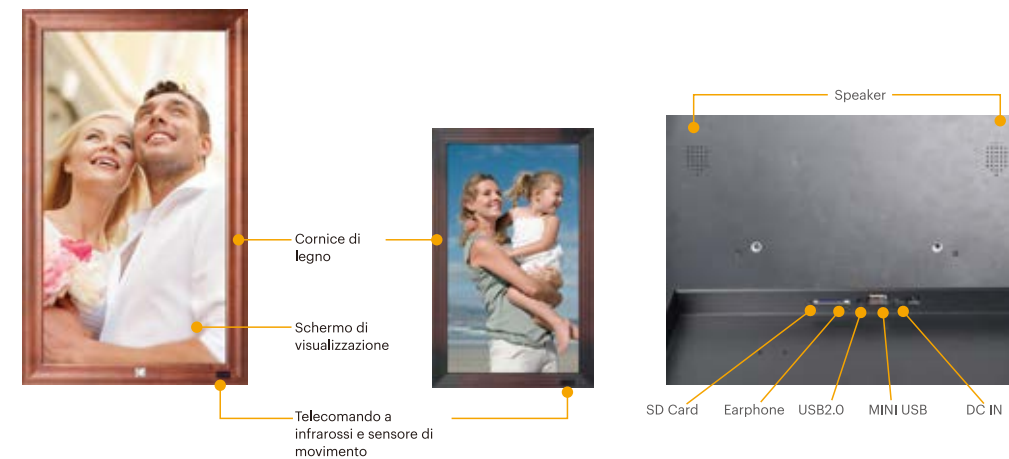 Speaker
Cornice di
legno
Schermo di
visualizzazione
SD Card Earphone USB2.0 MINI USB DC IN
Telecomando a
infrarossi e sensore di
movimento